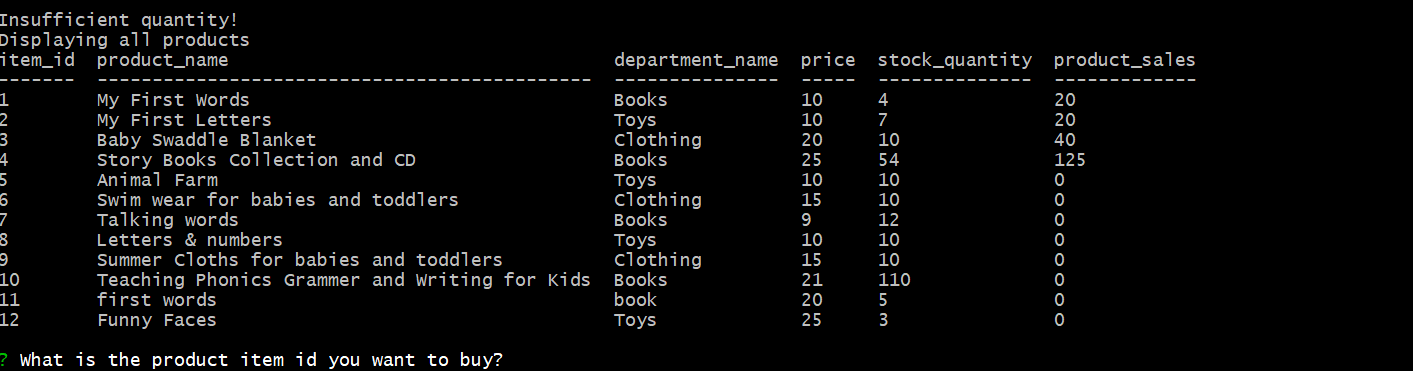 Insufficient quantity!
Displaying all products
item_id  product_name                                   department_name  price  stock_quantity  product_sales
-------  ---------------------------------------------  ---------------  -----  --------------  -------------
1        My First Words                                 Books            10     4               20
2        My First Letters                               Toys             10     7               20
3        Baby Swaddle Blanket                           Clothing         20     10              40
4        Story Books Collection and CD                  Books            25     54              125
5        Animal Farm                                    Toys             10     10              0
6        Swim wear for babies and toddlers              Clothing         15     10              0
7        Talking words                                  Books            9      12              0
8        Letters & numbers                              Toys             10     10              0
9        Summer Cloths for babies and toddlers          Clothing         15     10              0
10       Teaching Phonics Grammer and Writing for Kids  Books            21     110             0
11       first words                                    book             20     5               0
12       Funny Faces                                    Toys             25     3               0
? What is the product item id you want to buy?